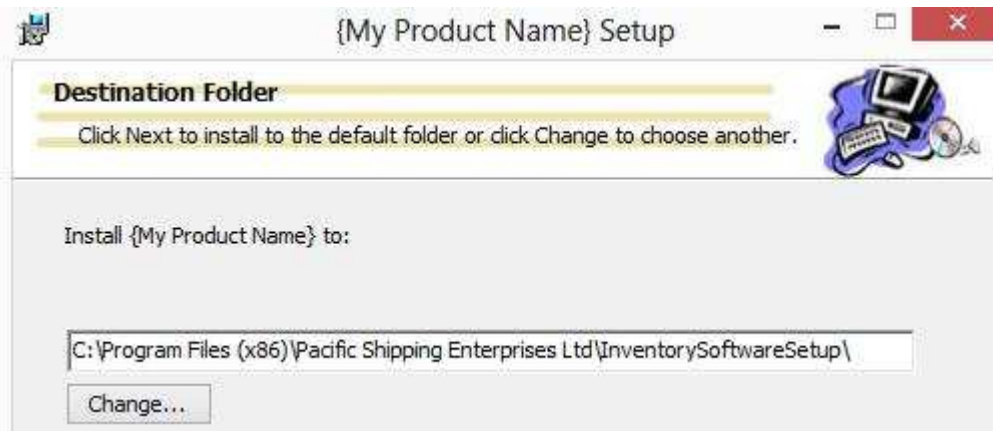 {My Product Name} Setup
Destination Folder
Click Next to install to the default folder or click Change to choose another.
Install {My Product Name} to:
C:\Program Files (x86)\Pacific Shipping Enterprises Ltd\InventorySoftwareSetup\
Change...